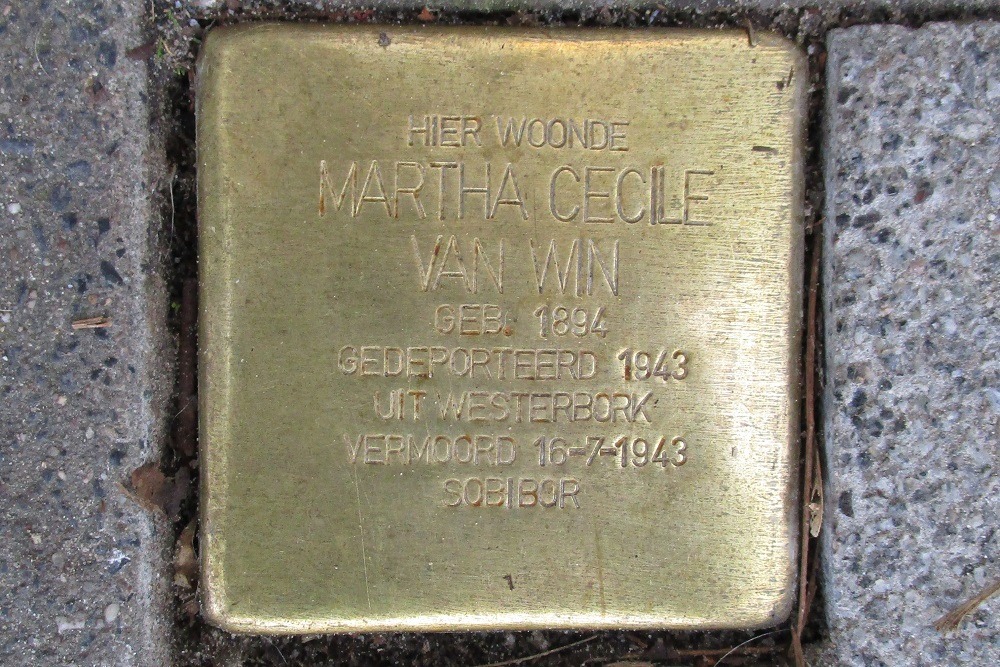 HIER WOONDE
MARTHA CECILE
VAN WIN
GEB. 1894
GEDEPORTEERD 1943
UIT WESTERBORK
VERMOORD 16-7-1943
SOBIBOR